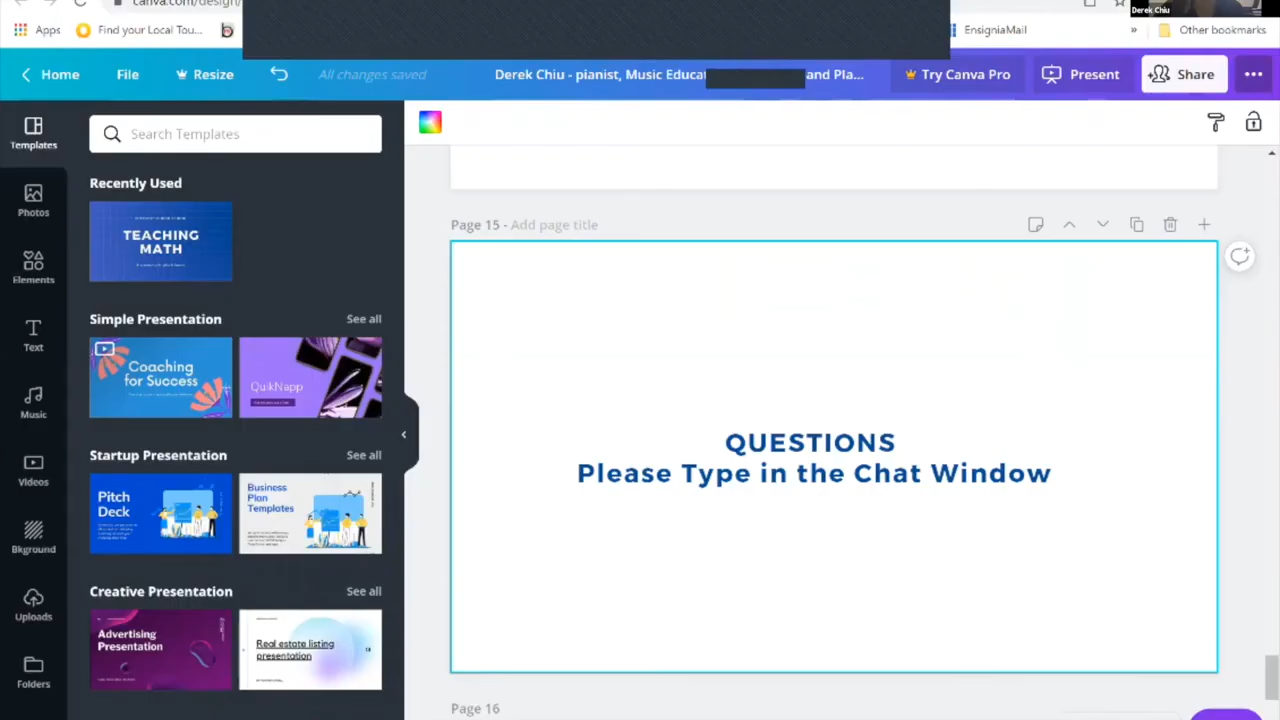 Derek Chiu
canva.com/design/
Apps
Find your Local Tou...
EnsigniaMail
»
Other bookmarks
Home
File
Resize
All changes saved
Derek Chiu - pianist, Music Educat
and Pla...
Try Canva Pro
Present
Share
Templates
Photos
Elements
Text
Music
Videos
Bkground
Uploads
Folders
Search Templates
Recently Used
TEACHING
MATH
Simple Presentation
See all
Coaching
for Success
QuikNapp
Startup Presentation
See all
Pitch
Deck
Business
Plan
Templates
Creative Presentation
See all
Advertising
Presentation
Real estate listing
presentation
Page 15 - Add page title
QUESTIONS
Please Type in the Chat Window
Page 16